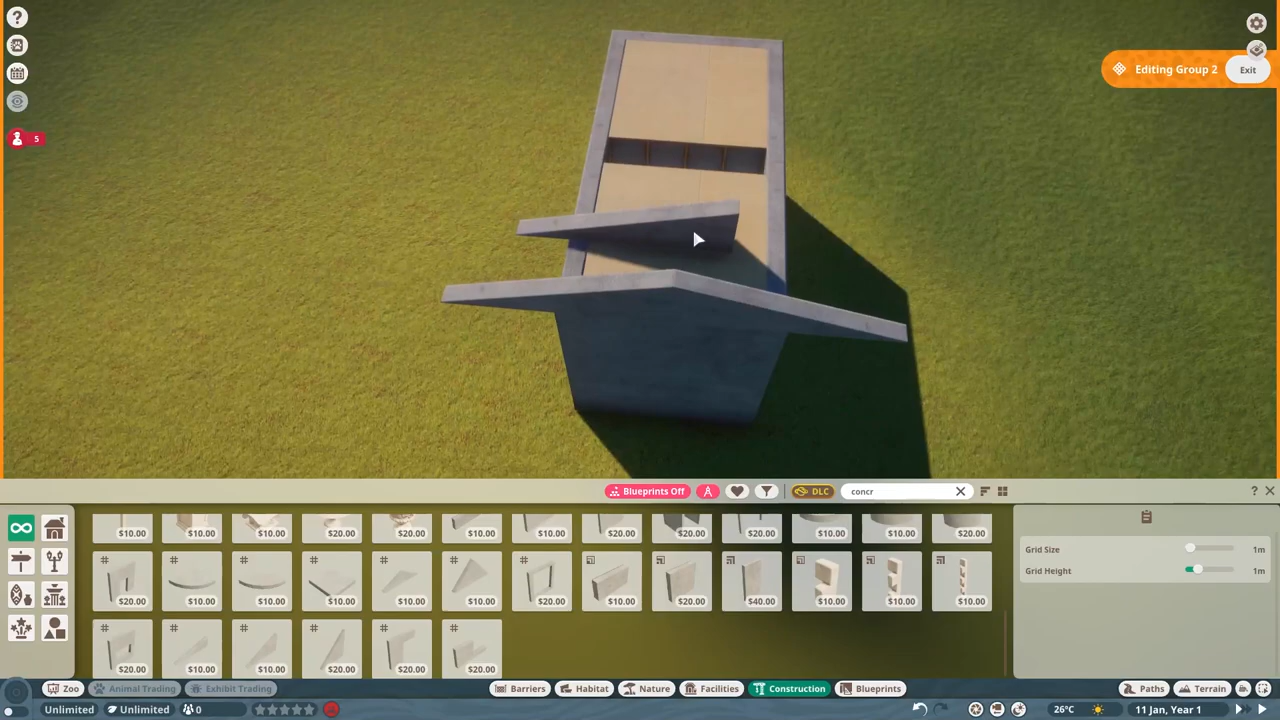 ?
5
Editing Group 2
Exit
Blueprints Off
DLC
concr
? ×
$10.00 $10.00 $10.00 $20.00 $20.00 $10.00 $10.00 $20.00 $20.00 $20.00 $10.00 $10.00 $20.00
$20.00 $10.00 $10.00 $10.00 $10.00 $10.00 $20.00 $10.00 $20.00 $40.00 $10.00 $10.00 $10.00
$20.00 $10.00 $10.00 $20.00 $20.00 $20.00
Grid Size 1m
Grid Height 1m
Zoo Animal Trading Exhibit Trading Barriers Habitat Nature Facilities Construction Blueprints Paths Terrain
Unlimited Unlimited 0 26°C 11 Jan, Year 1